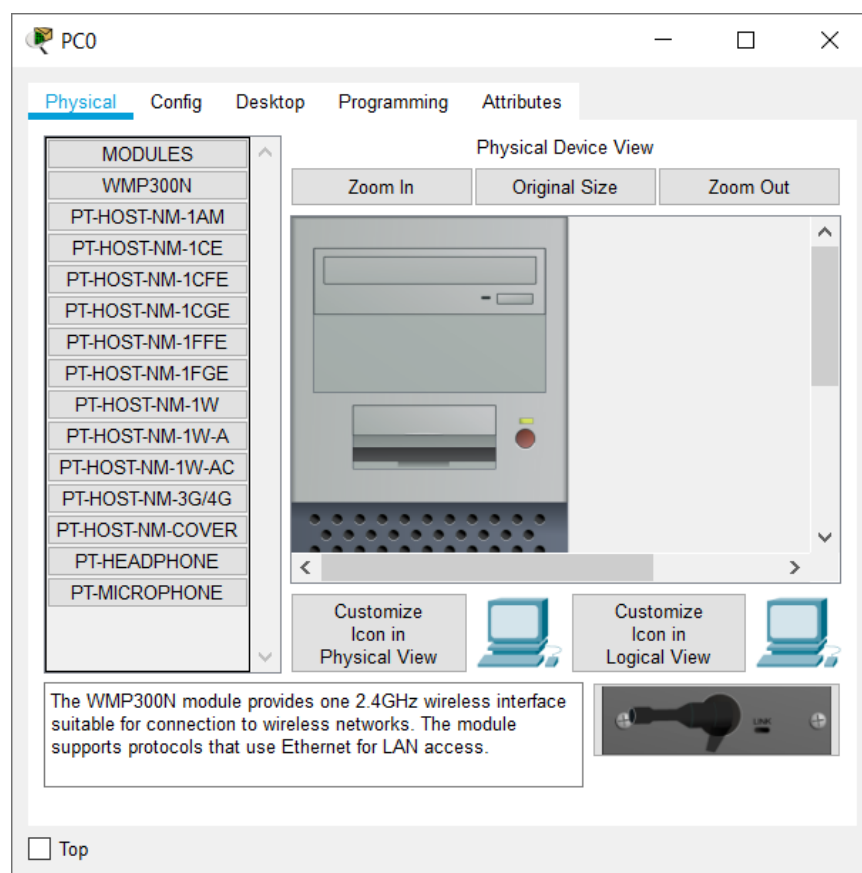 PC0
Physical Config Desktop Programming Attributes
MODULES
WMP300N
PT-HOST-NM-1AM
PT-HOST-NM-1CE
PT-HOST-NM-1CFE
PT-HOST-NM-1CGE
PT-HOST-NM-1FFE
PT-HOST-NM-1FGE
PT-HOST-NM-1W
PT-HOST-NM-1W-A
PT-HOST-NM-1W-AC
PT-HOST-NM-3G/4G
PT-HOST-NM-COVER
PT-HEADPHONE
PT-MICROPHONE
Physical Device View
Zoom In Original Size Zoom Out
Customize
Icon in
Physical View
Customize
Icon in
Logical View
The WMP300N module provides one 2.4GHz wireless interface
suitable for connection to wireless networks. The module
supports protocols that use Ethernet for LAN access.
LINK
Top